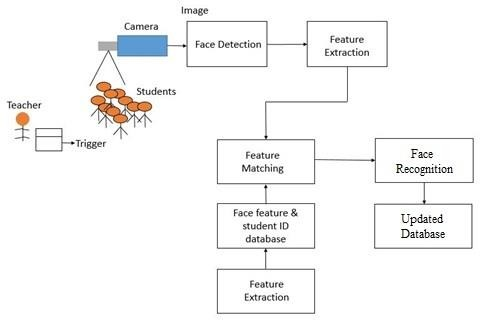 Image
Camera
Face Detection
Feature
Extraction
Students
Teacher
Trigger
Feature
Matching
Face
Recognition
Face feature &
student ID
database
Updated
Database
Feature
Extraction